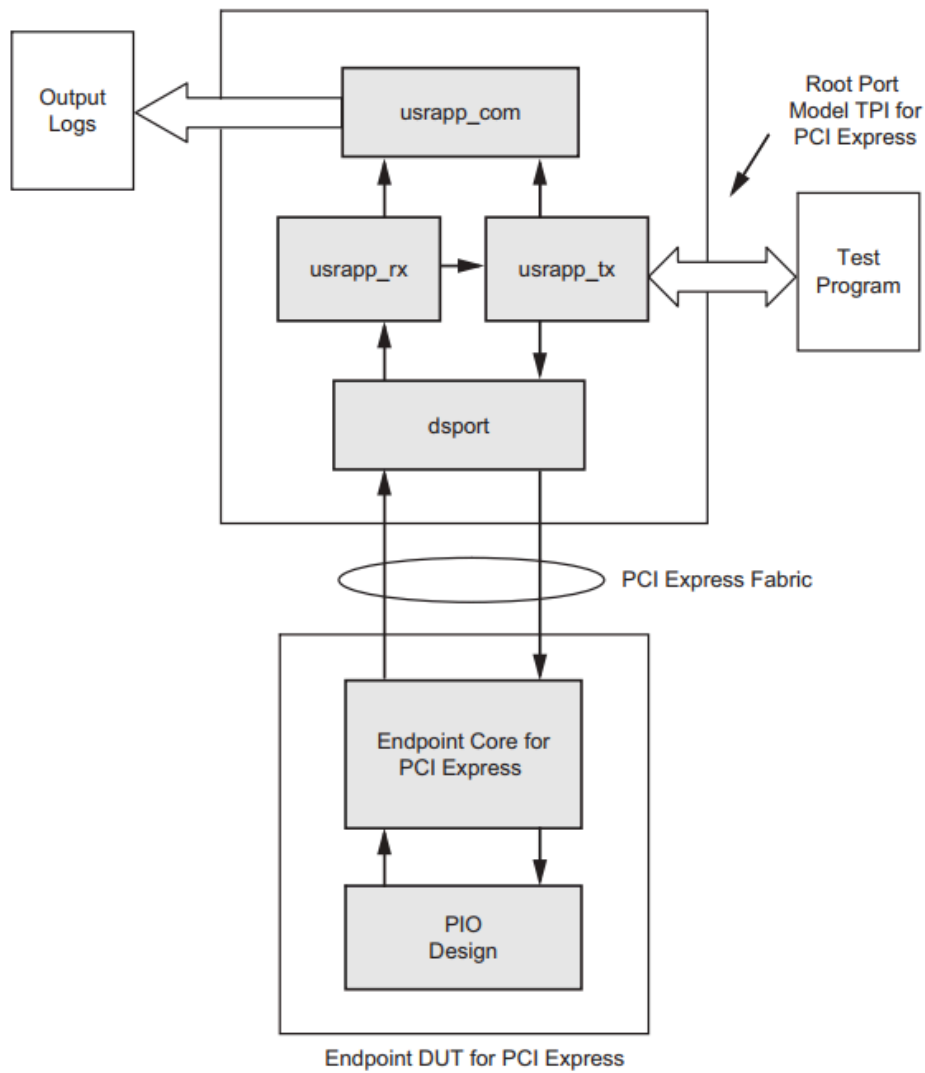 Output
Logs
usrapp_com
Root Port
Model TPI for
PCI Express
usrapp_rx
usrapp_tx
Test
Program
dsport
PCI Express Fabric
Endpoint Core for
PCI Express
PIO
Design
Endpoint DUT for PCI Express